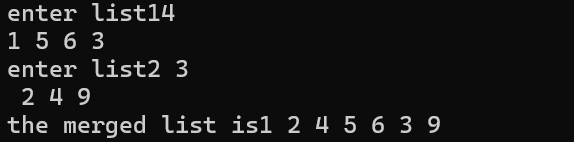 enter list14
1 5 6 3
enter list2 3
 2 4 9
the merged list is1 2 4 5 6 3 9